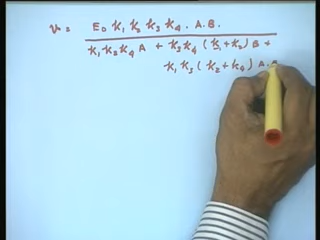 v = E₀ k₁ k₂ k₃ k₄ . A.B.
k₁ k₂ k₄ A + k₃ k₄ (k₁ + k₂) B +
k₁ k₃ (k₂ + k₄) A.B